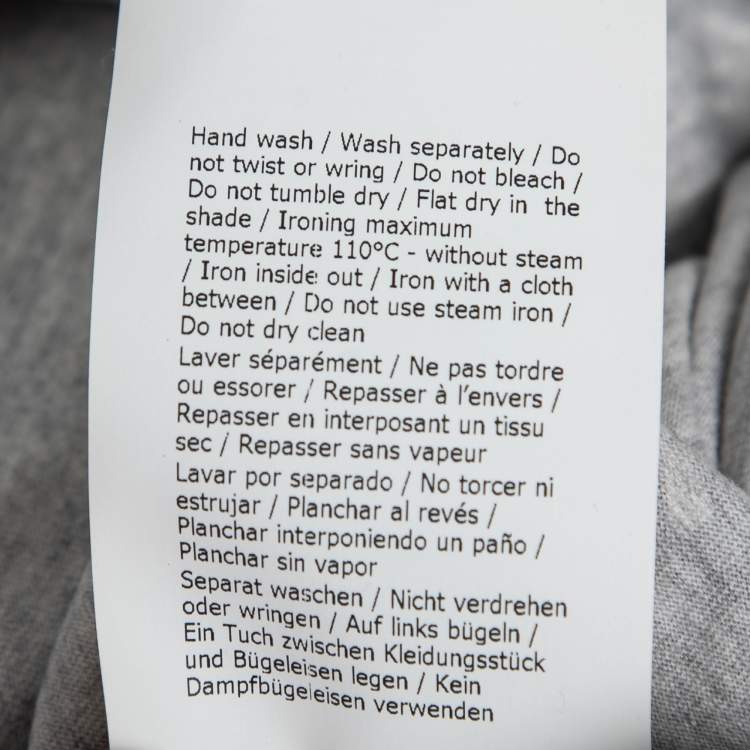 Hand wash / Wash separately / Do
not twist or wring / Do not bleach /
Do not tumble dry / Flat dry in the
shade / Ironing maximum
temperature 110°C - without steam
/ Iron inside out / Iron with a cloth
between / Do not use steam iron /
Do not dry clean
Laver séparément / Ne pas tordre
ou essorer / Repasser à l'envers /
Repasser en interposant un tissu
sec / Repasser sans vapeur
Lavar por separado / No torcer ni
estrujar / Planchar al revés /
Planchar interponiendo un paño /
Planchar sin vapor
Separat waschen / Nicht verdrehen
oder wringen / Auf links bügeln /
Ein Tuch zwischen Kleidungsstück
und Bügeleisen legen / Kein
Dampfbügeleisen verwenden